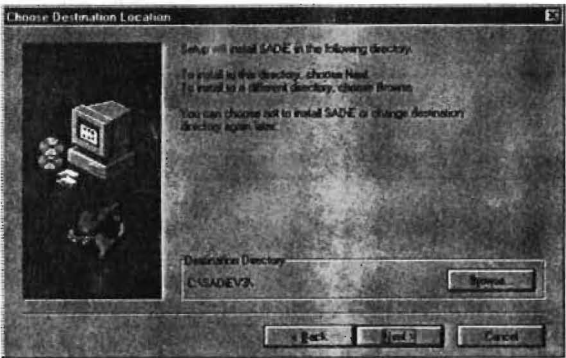 Choose Destination Location
Setup will install SADiE in the following directory.
To install to this directory, choose Next.
To install to a different directory, choose Browse.
You can choose not to install SADiE or change destination
directory again later.
Destination Directory
C:\SADIEV3\
Browse...
< Back
Next >
Cancel